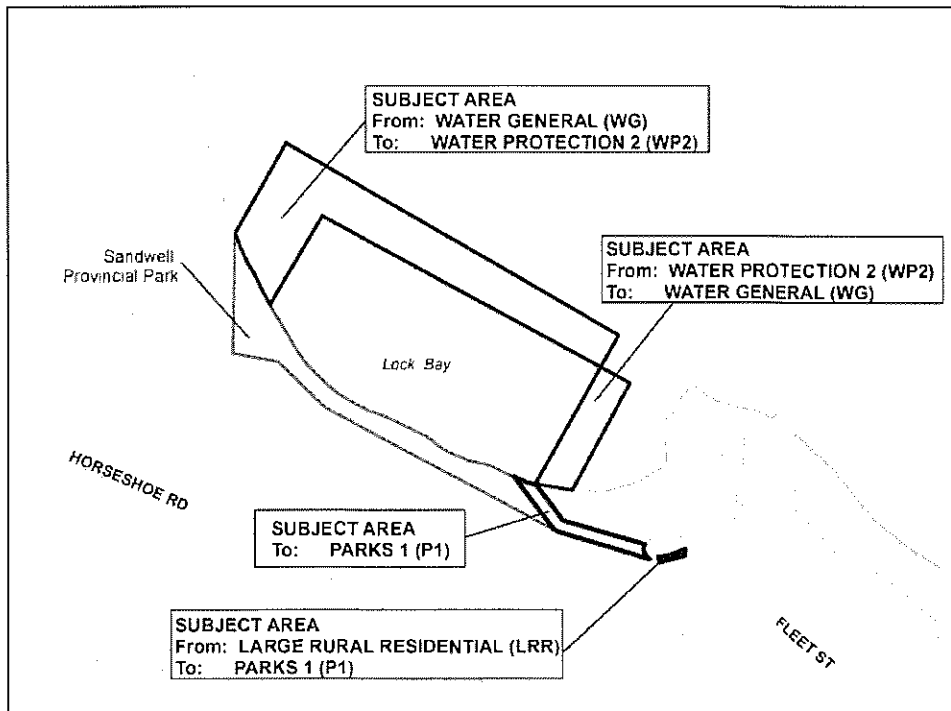 SUBJECT AREA
From: WATER GENERAL (WG)
To: WATER PROTECTION 2 (WP2)
SUBJECT AREA
From: WATER PROTECTION 2 (WP2)
To: WATER GENERAL (WG)
Sandwell
Provincial Park
Lock Bay
HORSESHOE RD
SUBJECT AREA
To: PARKS 1 (P1)
SUBJECT AREA
From: LARGE RURAL RESIDENTIAL (LRR)
To: PARKS 1 (P1)
FLEET ST